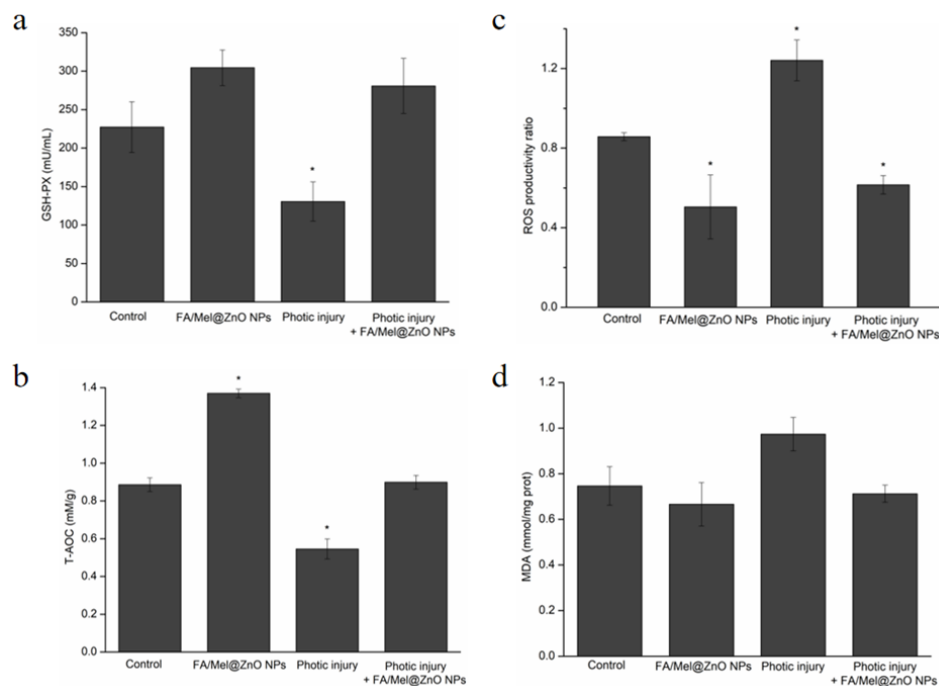 a
GSH-PX (mU/mL)
350
300
250
200
150
100
50
0
*
Control
FA/Mel@ZnO NPs
Photic injury
Photic injury
+ FA/Mel@ZnO NPs
c
ROS productivity ratio
1.2
0.8
0.4
0.0
*
*
*
Control
FA/Mel@ZnO NPs
Photic injury
Photic injury
+ FA/Mel@ZnO NPs
b
T-AOC (mM/g)
1.4
1.2
1.0
0.8
0.6
0.4
0.2
0.0
*
*
Control
FA/Mel@ZnO NPs
Photic injury
Photic injury
+ FA/Mel@ZnO NPs
d
MDA (mmol/mg prot)
1.2
1.0
0.8
0.6
0.4
0.2
0.0
Control
FA/Mel@ZnO NPs
Photic injury
Photic injury
+ FA/Mel@ZnO NPs